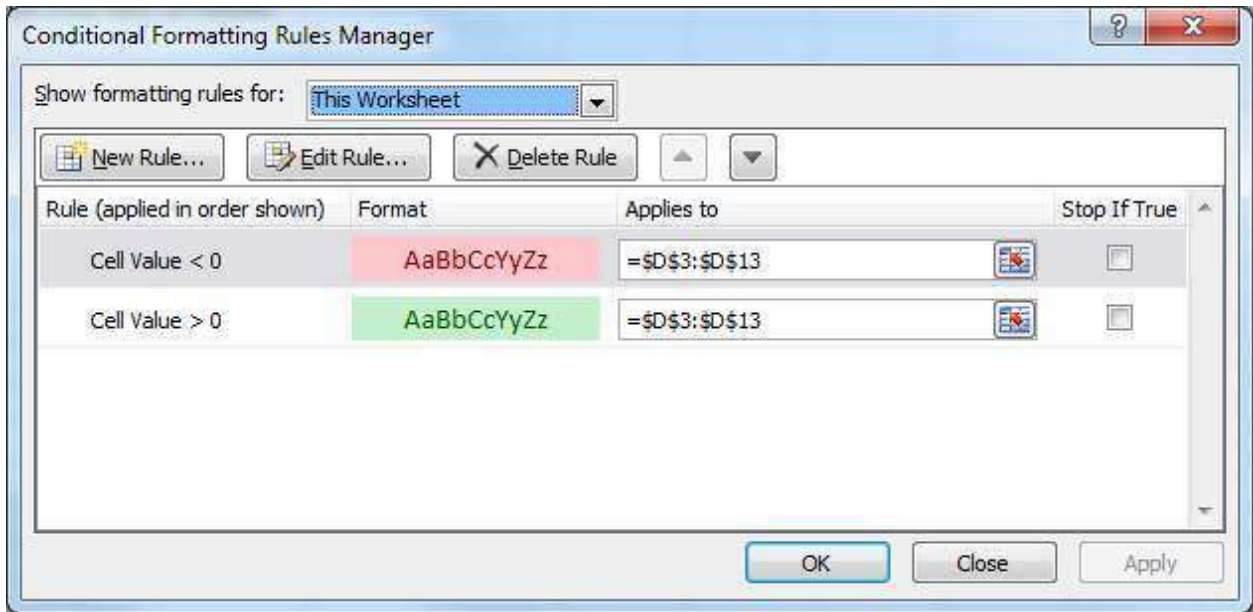 Conditional Formatting Rules Manager
Show formatting rules for: This Worksheet
New Rule... Edit Rule... Delete Rule
Rule (applied in order shown) Format Applies to Stop If True
Cell Value < 0 AaBbCcYyZz =$D$3:$D$13
Cell Value > 0 AaBbCcYyZz =$D$3:$D$13
OK Close Apply